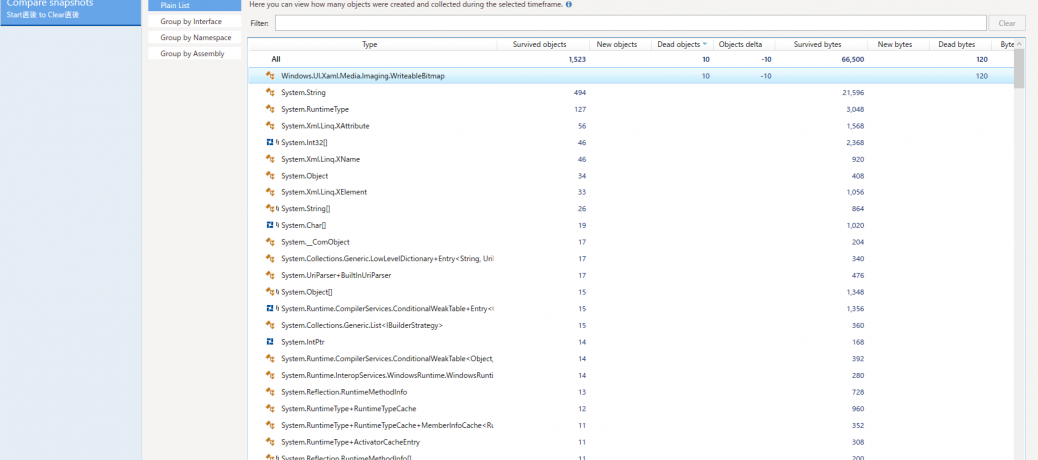 Compare snapshots
Start直後 to Clear直後
Plain List
Group by Interface
Group by Namespace
Group by Assembly
Here you can view how many objects were created and collected during the selected timeframe.
Filter: Clear
Type Survived objects New objects Dead objects Objects delta Survived bytes New bytes Dead bytes Byte
All 1,523 10 -10 66,500 120
Windows.UI.Xaml.Media.Imaging.WriteableBitmap 10 -10 120
System.String 494 21,596
System.RuntimeType 127 3,048
System.Xml.Linq.XAttribute 56 1,568
System.Int32[] 46 2,368
System.Xml.Linq.XName 46 920
System.Object 34 408
System.Xml.Linq.XElement 33 1,056
System.String[] 26 864
System.Char[] 19 1,020
System.__ComObject 17 204
System.Collections.Generic.LowLevelDictionary+Entry<String, Uri 17 340
System.UriParser+BuiltInUriParser 17 476
System.Object[] 15 1,348
System.Runtime.CompilerServices.ConditionalWeakTable+Entry< 15 1,356
System.Collections.Generic.List<IBuilderStrategy> 15 360
System.IntPtr 14 168
System.Runtime.CompilerServices.ConditionalWeakTable<Object, 14 392
System.Runtime.InteropServices.WindowsRuntime.WindowsRunti 14 280
System.Reflection.RuntimeMethodInfo 13 728
System.RuntimeType+RuntimeTypeCache 12 960
System.RuntimeType+RuntimeTypeCache+MemberInfoCache<Ru 11 352
System.RuntimeType+ActivatorCacheEntry 11 308
System.Reflection.RuntimeMethodInfo[] 11 200